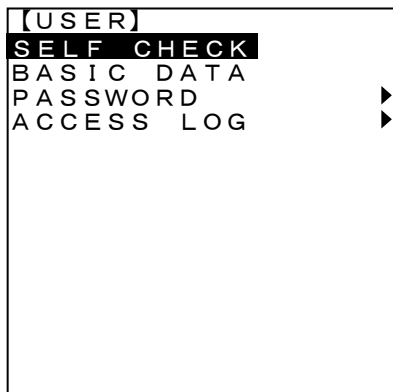 【USER】
SELF CHECK
BASIC DATA
PASSWORD ▶
ACCESS LOG ▶